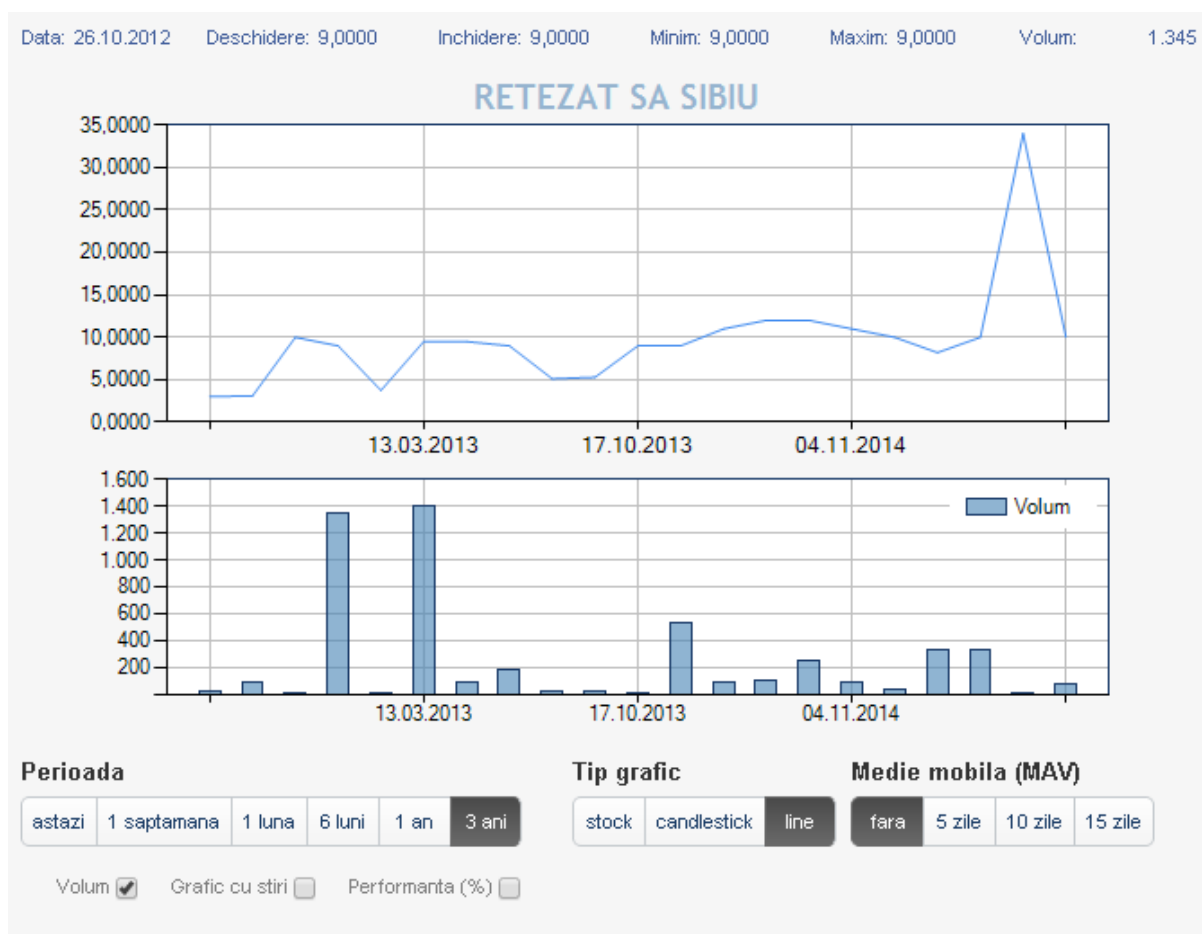 Data: 26.10.2012 Deschidere: 9,0000 Inchidere: 9,0000 Minim: 9,0000 Maxim: 9,0000 Volum: 1.345
RETEZAT SA SIBIU
35,0000
30,0000
25,0000
20,0000
15,0000
10,0000
5,0000
0,0000
13.03.2013 17.10.2013 04.11.2014
1.600
1.400
1.200
1.000
800
600
400
200
Volum
13.03.2013 17.10.2013 04.11.2014
Perioada Tip grafic Medie mobila (MAV)
astazi 1 saptamana 1 luna 6 luni 1 an 3 ani stock candlestick line fara 5 zile 10 zile 15 zile
Volum Grafic cu stiri Performanta (%)